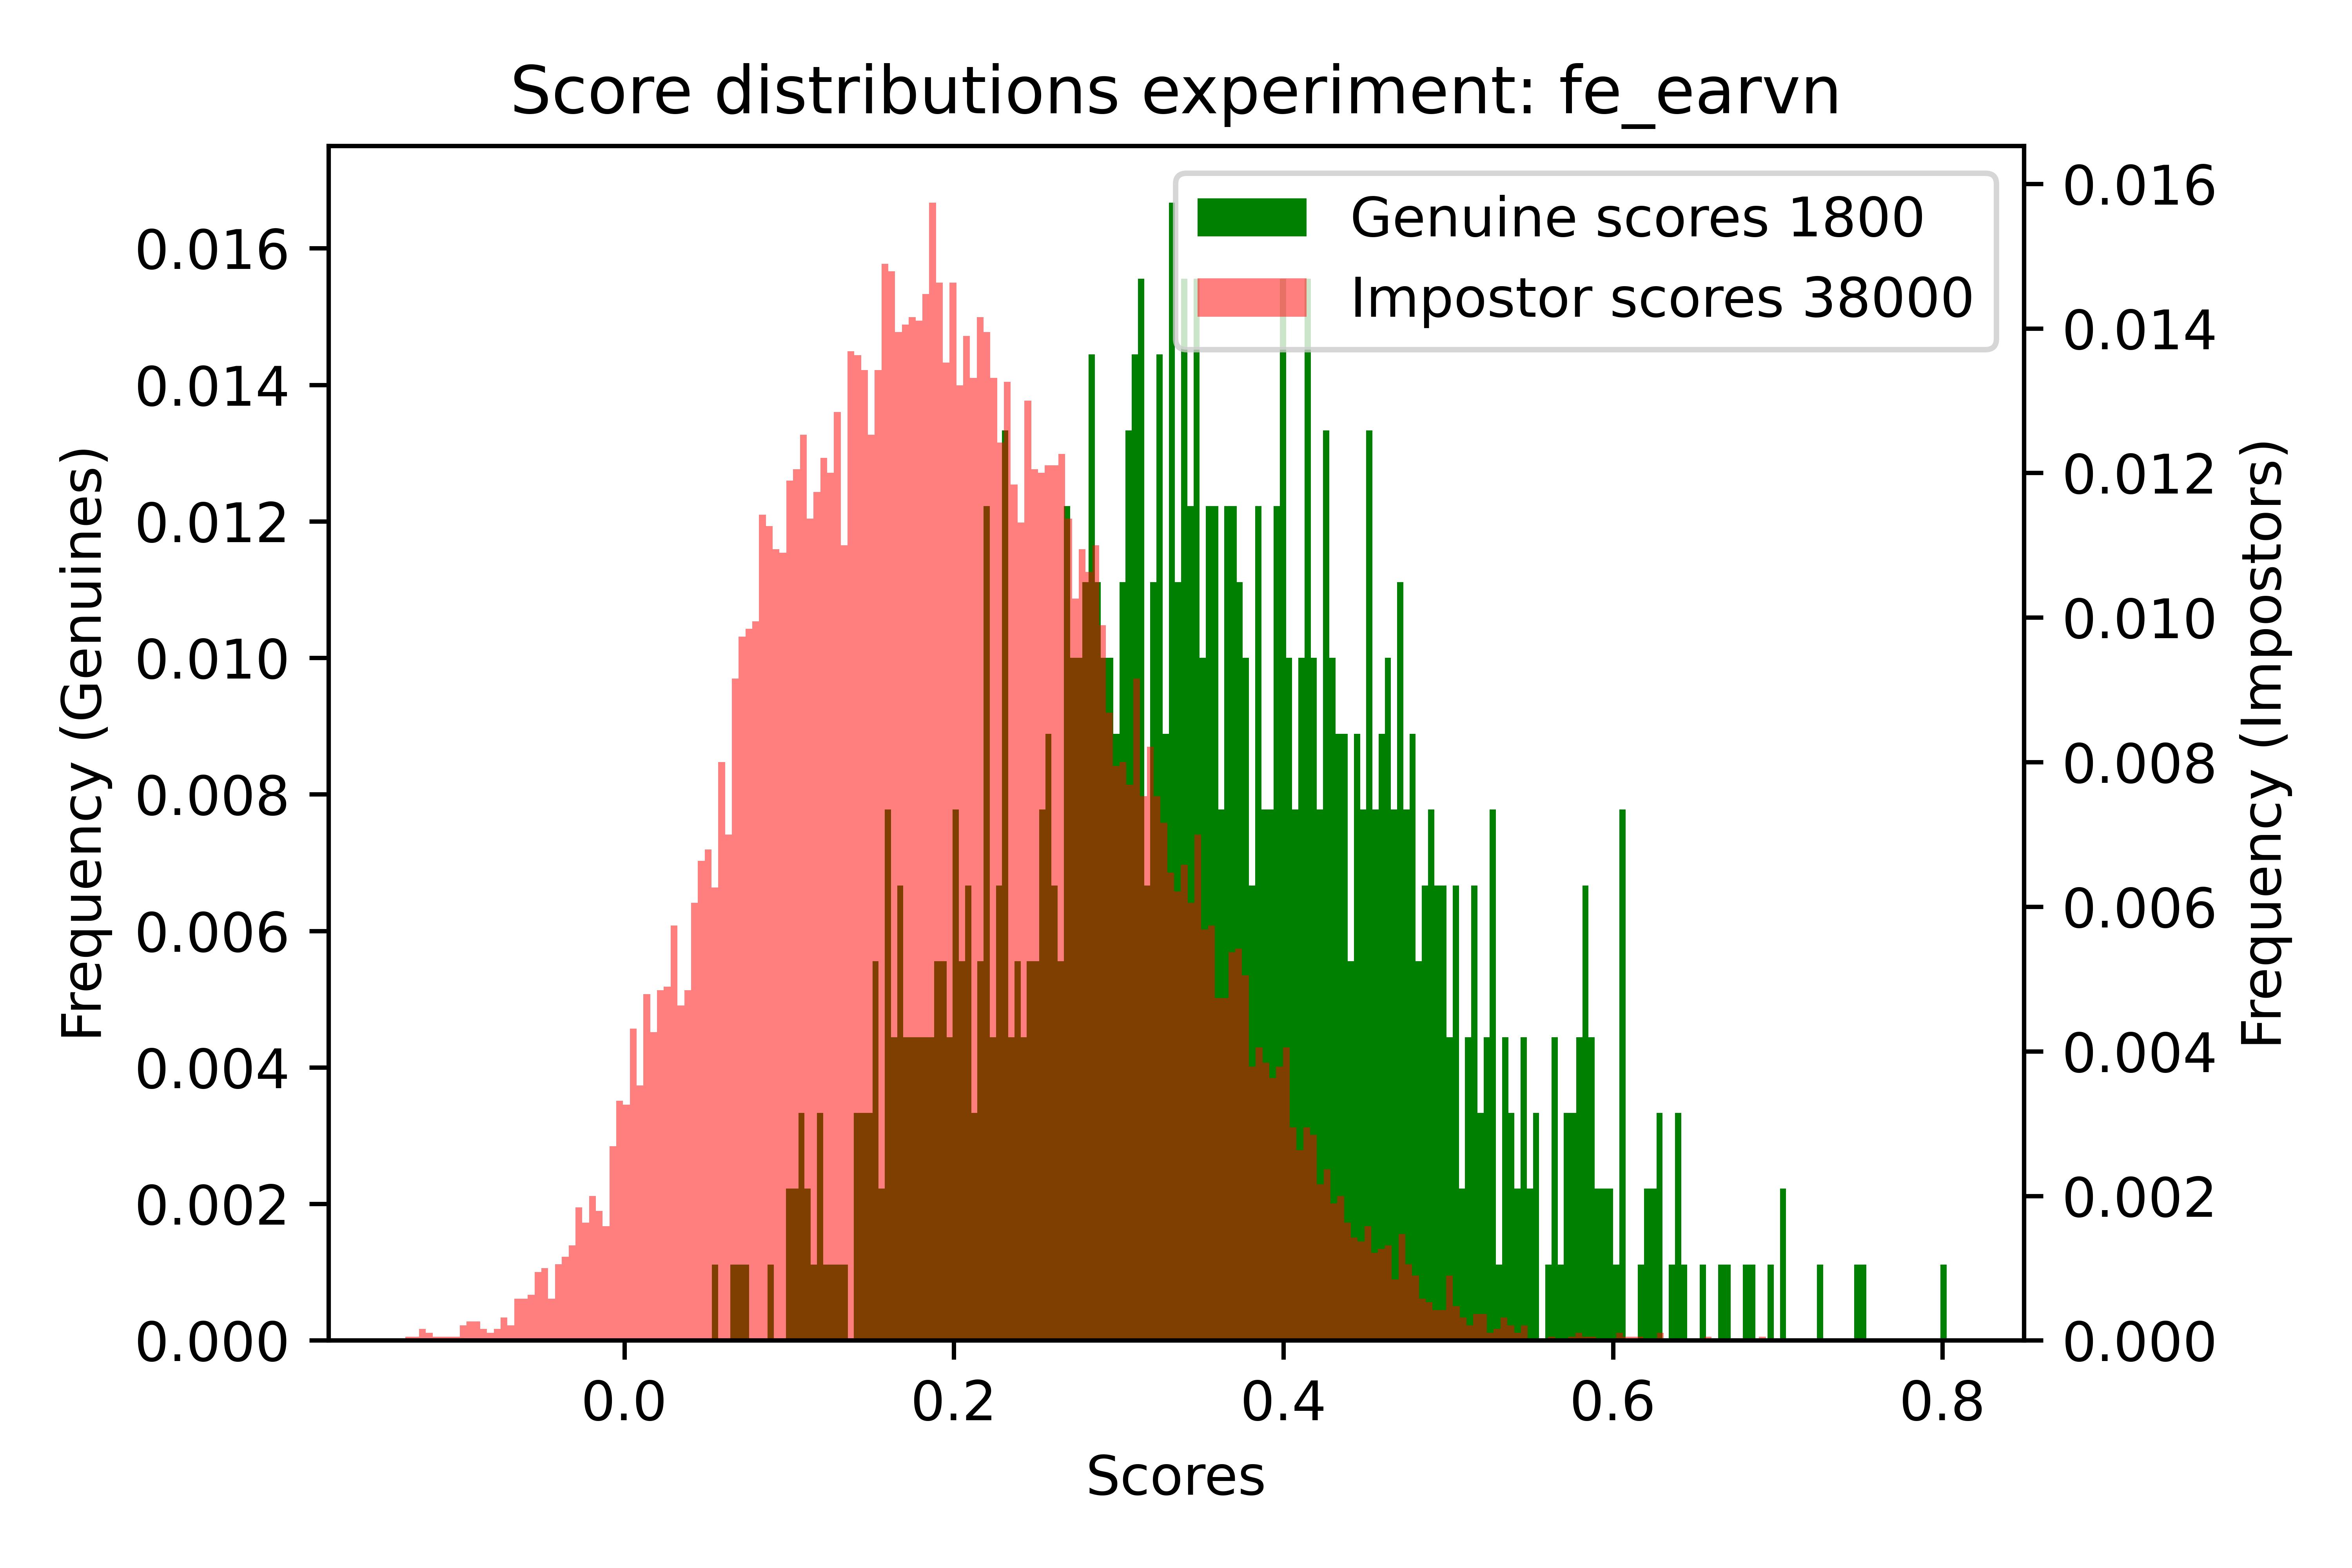 Score distributions experiment: fe_earvn
Genuine scores 1800
Impostor scores 38000
Frequency (Genuines)
0.016
0.014
0.012
0.010
0.008
0.006
0.004
0.002
0.000
0.016
0.014
0.012
0.010
0.008
0.006
0.004
0.002
0.000
Frequency (Impostors)
0.0 0.2 0.4 0.6 0.8
Scores